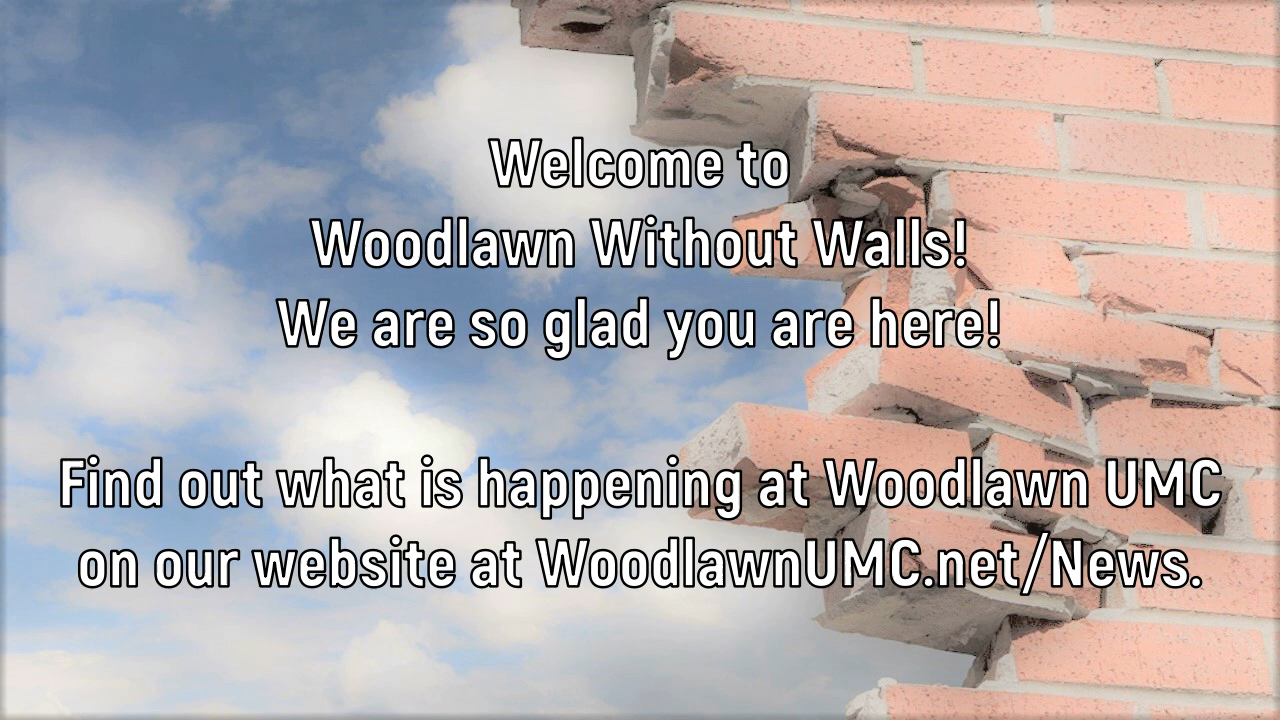 Welcome to
Woodlawn Without Walls!
We are so glad you are here!
Find out what is happening at Woodlawn UMC
on our website at WoodlawnUMC.net/News.